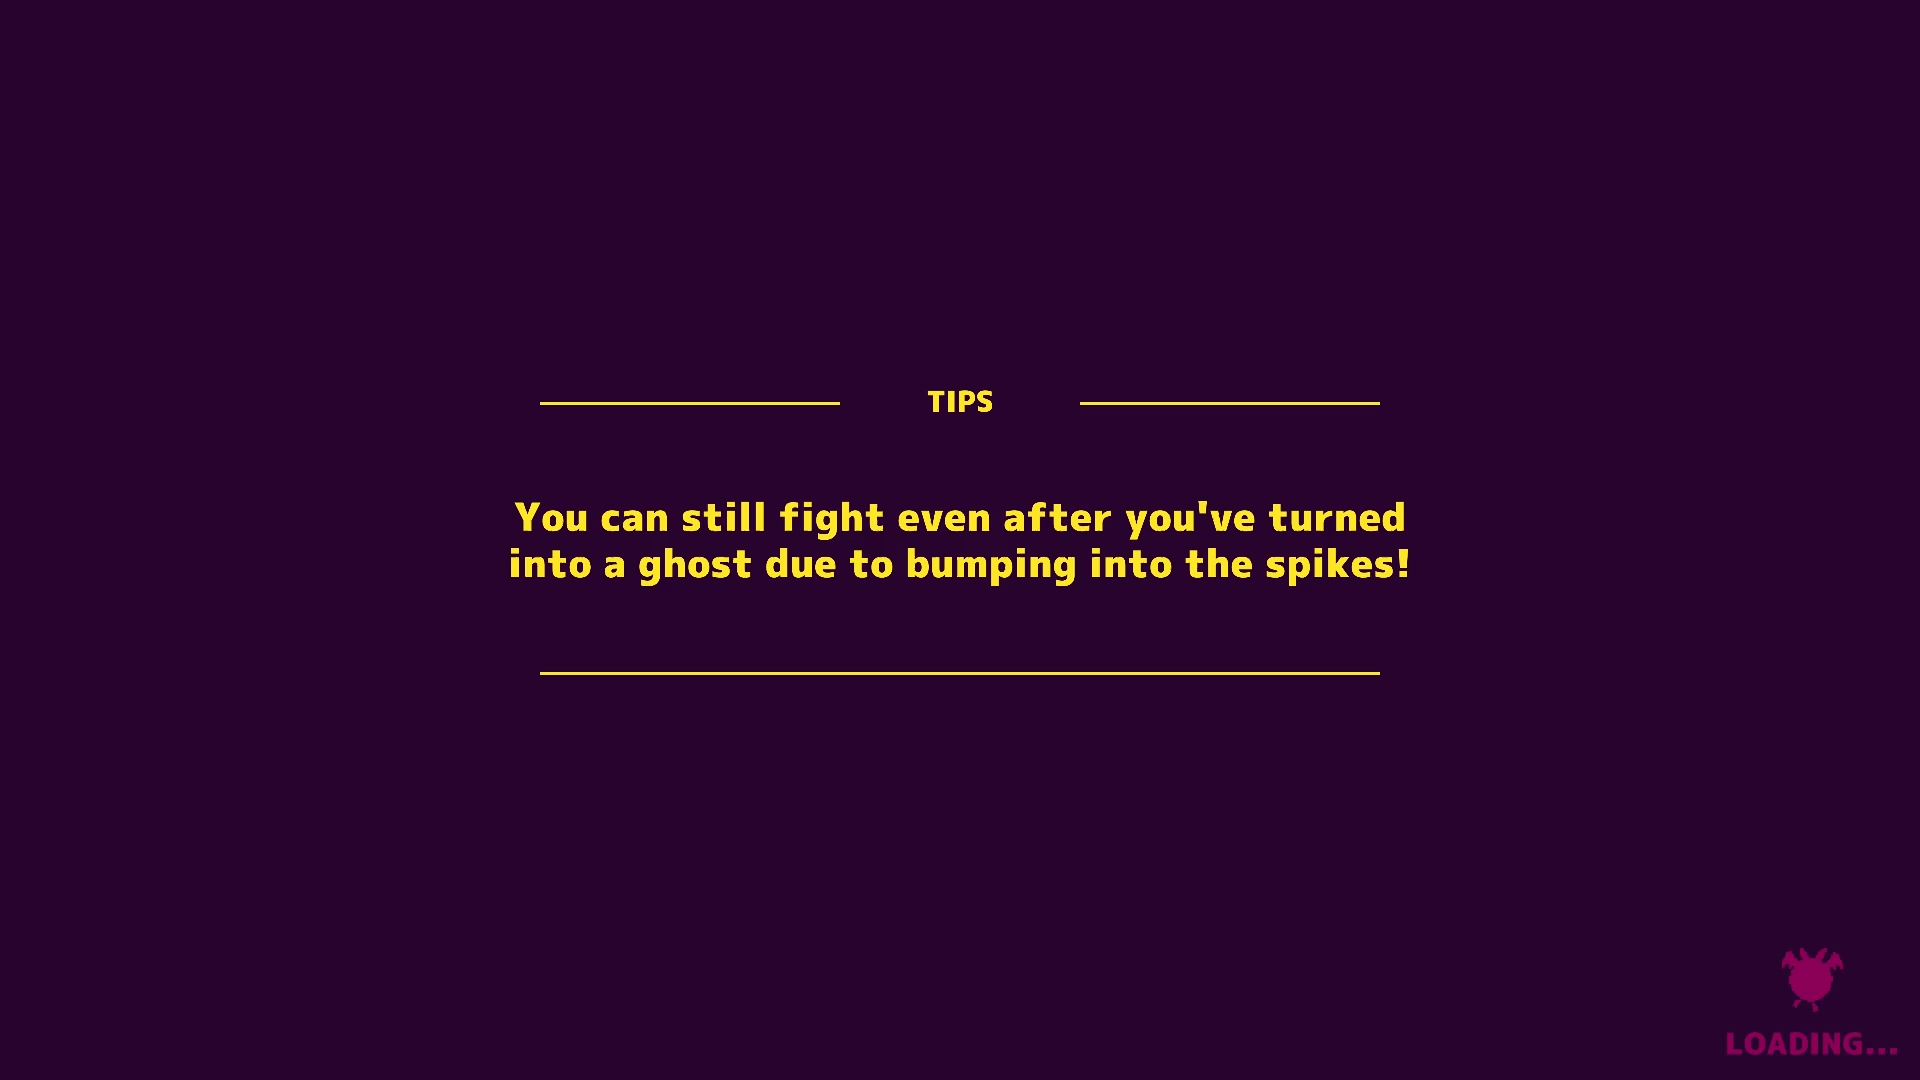 TIPS
You can still fight even after you've turned
into a ghost due to bumping into the spikes!
LOADING...